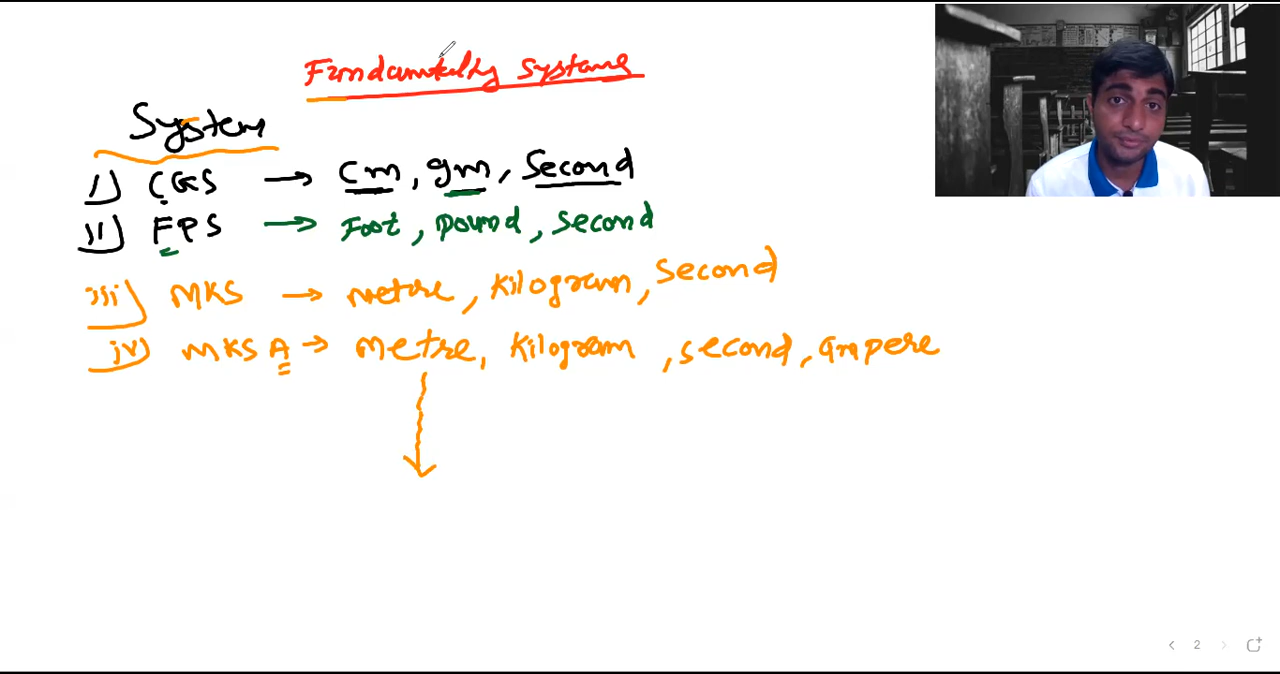 Fundamentally Systems
System
i) CGS → cm, gm, Second
ii) FPS → Foot, pound, second
iii) MKS → metre, kilogram, second
iv) MKSA → Metre, kilogram, second, ampere
2